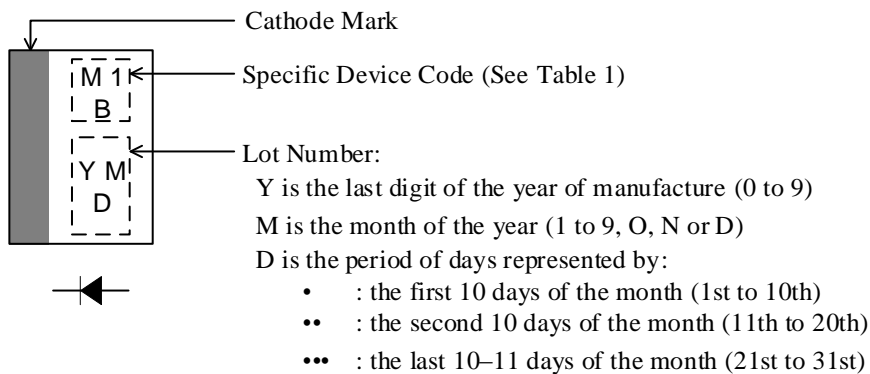 Cathode Mark
M 1
B
Specific Device Code (See Table 1)
Y M
D
Lot Number:
Y is the last digit of the year of manufacture (0 to 9)
M is the month of the year (1 to 9, O, N or D)
D is the period of days represented by:
• : the first 10 days of the month (1st to 10th)
•• : the second 10 days of the month (11th to 20th)
••• : the last 10–11 days of the month (21st to 31st)